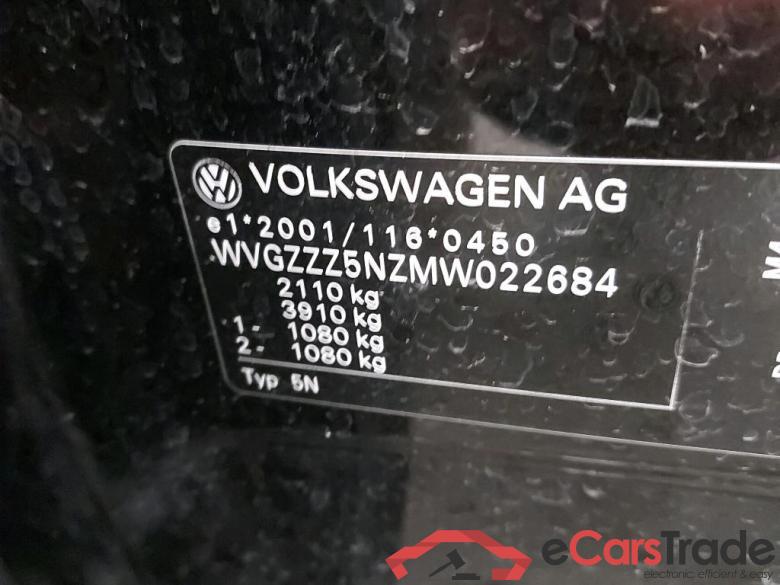 VOLKSWAGEN AG
e1*2001/116*0450
WVGZZZ5NZMW022684
2110 kg
3910 kg
1- 1080 kg
2- 1080 kg
Typ 5N
eCarsTrade
electronic, efficient & easy